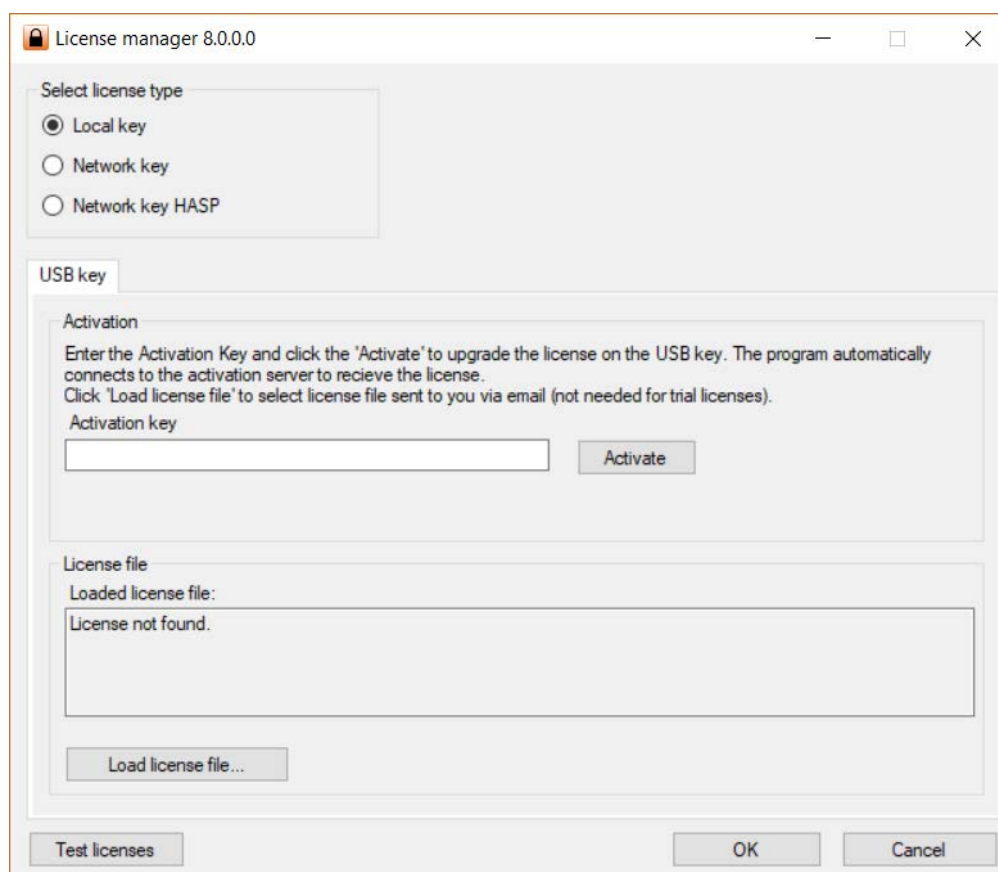 License manager 8.0.0.0
Select license type
Local key
Network key
Network key HASP
USB key
Activation
Enter the Activation Key and click the 'Activate' to upgrade the license on the USB key. The program automatically
connects to the activation server to recieve the license.
Click 'Load license file' to select license file sent to you via email (not needed for trial licenses).
Activation key
Activate
License file
Loaded license file:
License not found.
Load license file...
Test licenses
OK
Cancel